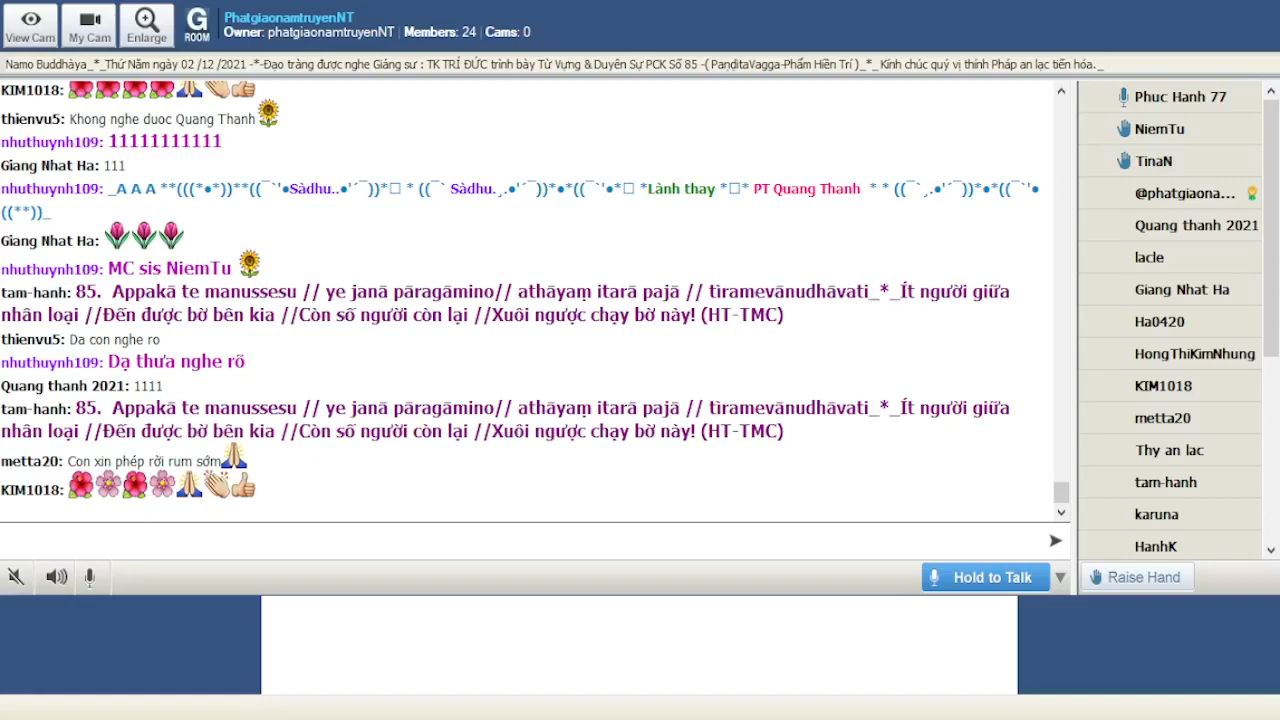 View Cam
My Cam
Enlarge
G
ROOM
PhatgiaonamtruyenNT
Owner: phatgiaonamtruyenNT | Members: 24 | Cams: 0
Namo Buddhàya_*_Thứ Năm ngày 02 /12 /2021 -*-Đạo tràng được nghe Giảng sư : TK TRÍ ĐỨC trình bày Từ Vựng & Duyên Sự PCK Số 85 -( PaṇḍitaVagga-Phẩm Hiền Trí )_*_ Kính chúc quý vị thính Pháp an lạc tiến hóa._
KIM1018:
thienvu5: Khong nghe duoc Quang Thanh
nhuthuynh109: 11111111111
Giang Nhat Ha: 111
nhuthuynh109: _A A A **(((*•*))**((¯`'•Sàdhu..•'´¯))*□ * ((¯` Sàdhu.¸.•'´¯))*•*((¯`'•*□ *Lành thay *□* PT Quang Thanh * * ((¯`¸.•'´¯))*•*((¯`'•
((**))_
Giang Nhat Ha:
nhuthuynh109: MC sis NiemTu
tam-hanh: 85. Appakā te manussesu // ye janā pāragāmino// athāyaṃ itarā pajā // tìramevānudhāvati_*_Ít người giữa
nhân loại //Đến được bờ bên kia //Còn số người còn lại //Xuôi ngược chạy bờ này! (HT-TMC)
thienvu5: Da con nghe ro
nhuthuynh109: Dạ thưa nghe rõ
Quang thanh 2021: 1111
tam-hanh: 85. Appakā te manussesu // ye janā pāragāmino// athāyaṃ itarā pajā // tìramevānudhāvati_*_Ít người giữa
nhân loại //Đến được bờ bên kia //Còn số người còn lại //Xuôi ngược chạy bờ này! (HT-TMC)
metta20: Con xin phép rời rum sớm
KIM1018:
Phuc Hanh 77
NiemTu
TinaN
@phatgiaona...
Quang thanh 2021
lacle
Giang Nhat Ha
Ha0420
HongThiKimNhung
KIM1018
metta20
Thy an lac
tam-hanh
karuna
HanhK
Hold to Talk
Raise Hand